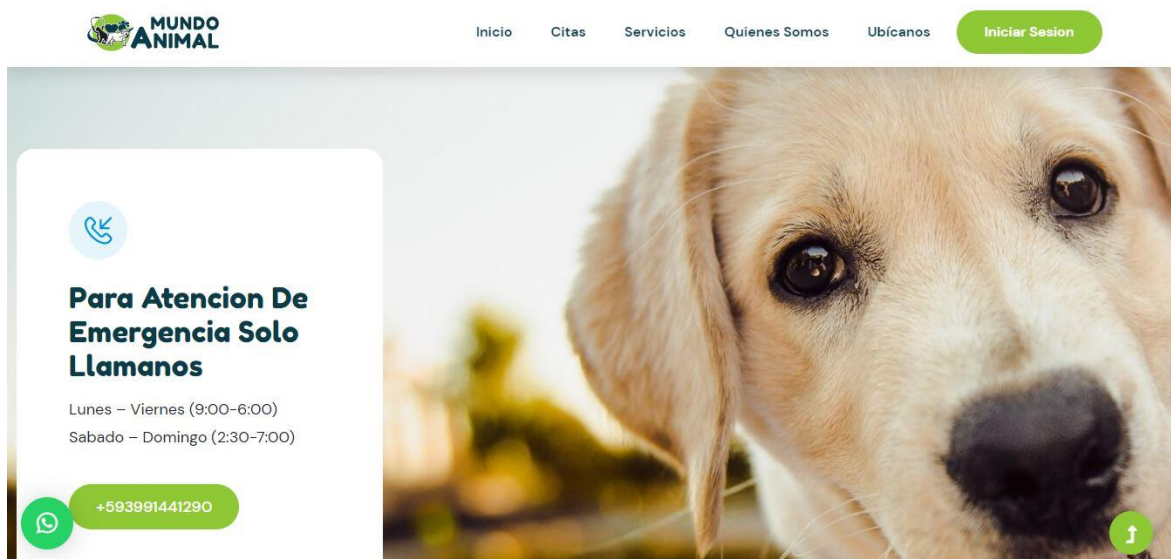 MUNDO
ANIMAL
Inicio Citas Servicios Quienes Somos Ubícanos Iniciar Sesion
Para Atencion De
Emergencia Solo
Llamanos
Lunes – Viernes (9:00-6:00)
Sabado – Domingo (2:30-7:00)
+593991441290